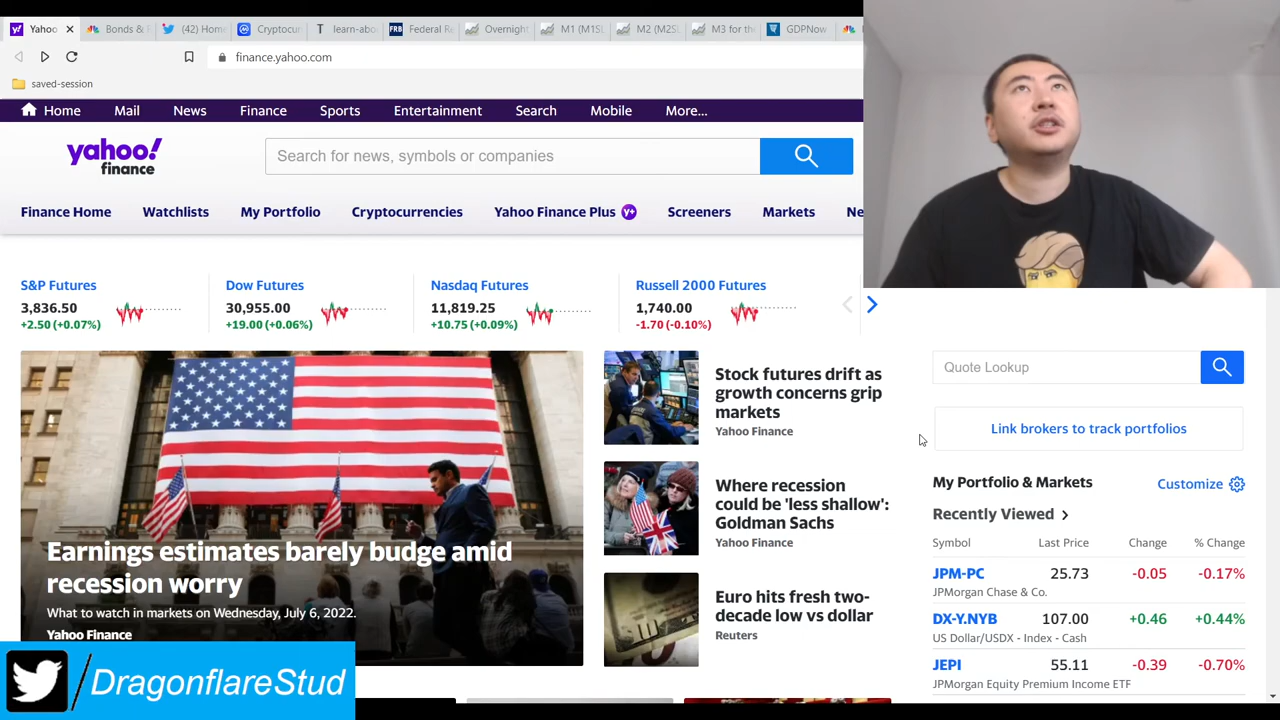 Yahoo
Bonds &
(42) Home
Cryptocur
learn-abo
Federal Re
Overnight
M1 (M1SL
M2 (M2SL
M3 for the
GDPNow
finance.yahoo.com
saved-session
Home Mail News Finance Sports Entertainment Search Mobile More...
yahoo!
finance
Search for news, symbols or companies
Finance Home Watchlists My Portfolio Cryptocurrencies Yahoo Finance Plus Y+ Screeners Markets Ne
S&P Futures
3,836.50
+2.50 (+0.07%)
Dow Futures
30,955.00
+19.00 (+0.06%)
Nasdaq Futures
11,819.25
+10.75 (+0.09%)
Russell 2000 Futures
1,740.00
-1.70 (-0.10%)
Earnings estimates barely budge amid
recession worry
What to watch in markets on Wednesday, July 6, 2022.
Yahoo Finance
Stock futures drift as
growth concerns grip
markets
Yahoo Finance
Where recession
could be 'less shallow':
Goldman Sachs
Yahoo Finance
Euro hits fresh two-
decade low vs dollar
Reuters
Quote Lookup
Link brokers to track portfolios
My Portfolio & Markets Customize
Recently Viewed
Symbol Last Price Change % Change
JPM-PC 25.73 -0.05 -0.17%
JPMorgan Chase & Co.
DX-Y.NYB 107.00 +0.46 +0.44%
US Dollar/USDX - Index - Cash
JEPI 55.11 -0.39 -0.70%
JPMorgan Equity Premium Income ETF
/DragonflareStud